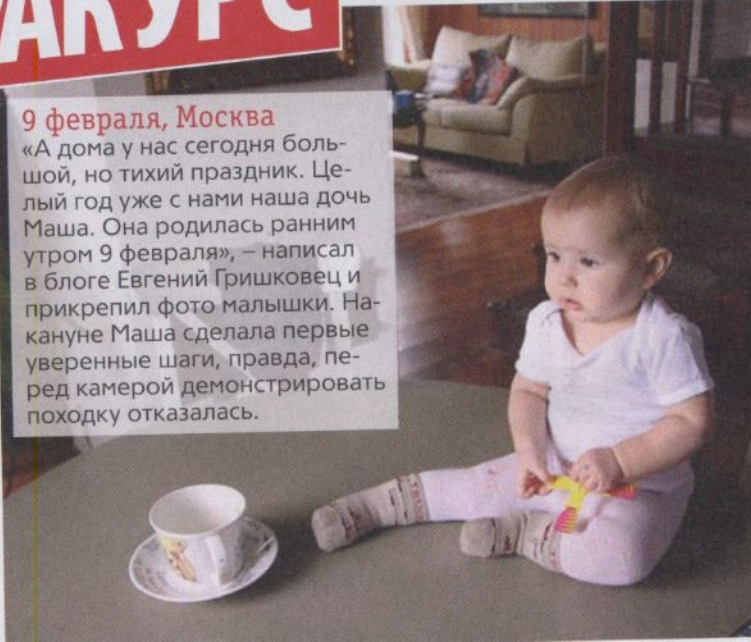 АКУРС
9 февраля, Москва
«А дома у нас сегодня боль-
шой, но тихий праздник. Це-
лый год уже с нами наша дочь
Маша. Она родилась ранним
утром 9 февраля», – написал
в блоге Евгений Гришковец и
прикрепил фото малышки. На-
кануне Маша сделала первые
уверенные шаги, правда, пе-
ред камерой демонстрировать
походку отказалась.